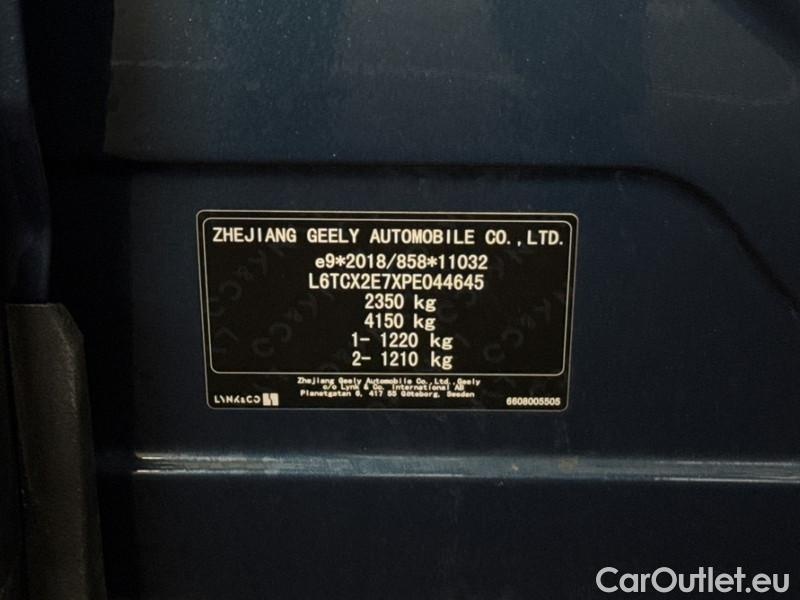 ZHEJIANG GEELY AUTOMOBILE CO.,LTD.
e9*2018/858*11032
L6TCX2E7XPE044645
2350 kg
4150 kg
1- 1220 kg
2- 1210 kg
Zhejiang Geely Automobile Co.,Ltd.,Geely
c/o Lynk & Co. International AB
Planetgatan 6, 417 55 Göteborg, Sweden
LYNK&CO
6608005505
CarOutlet.eu